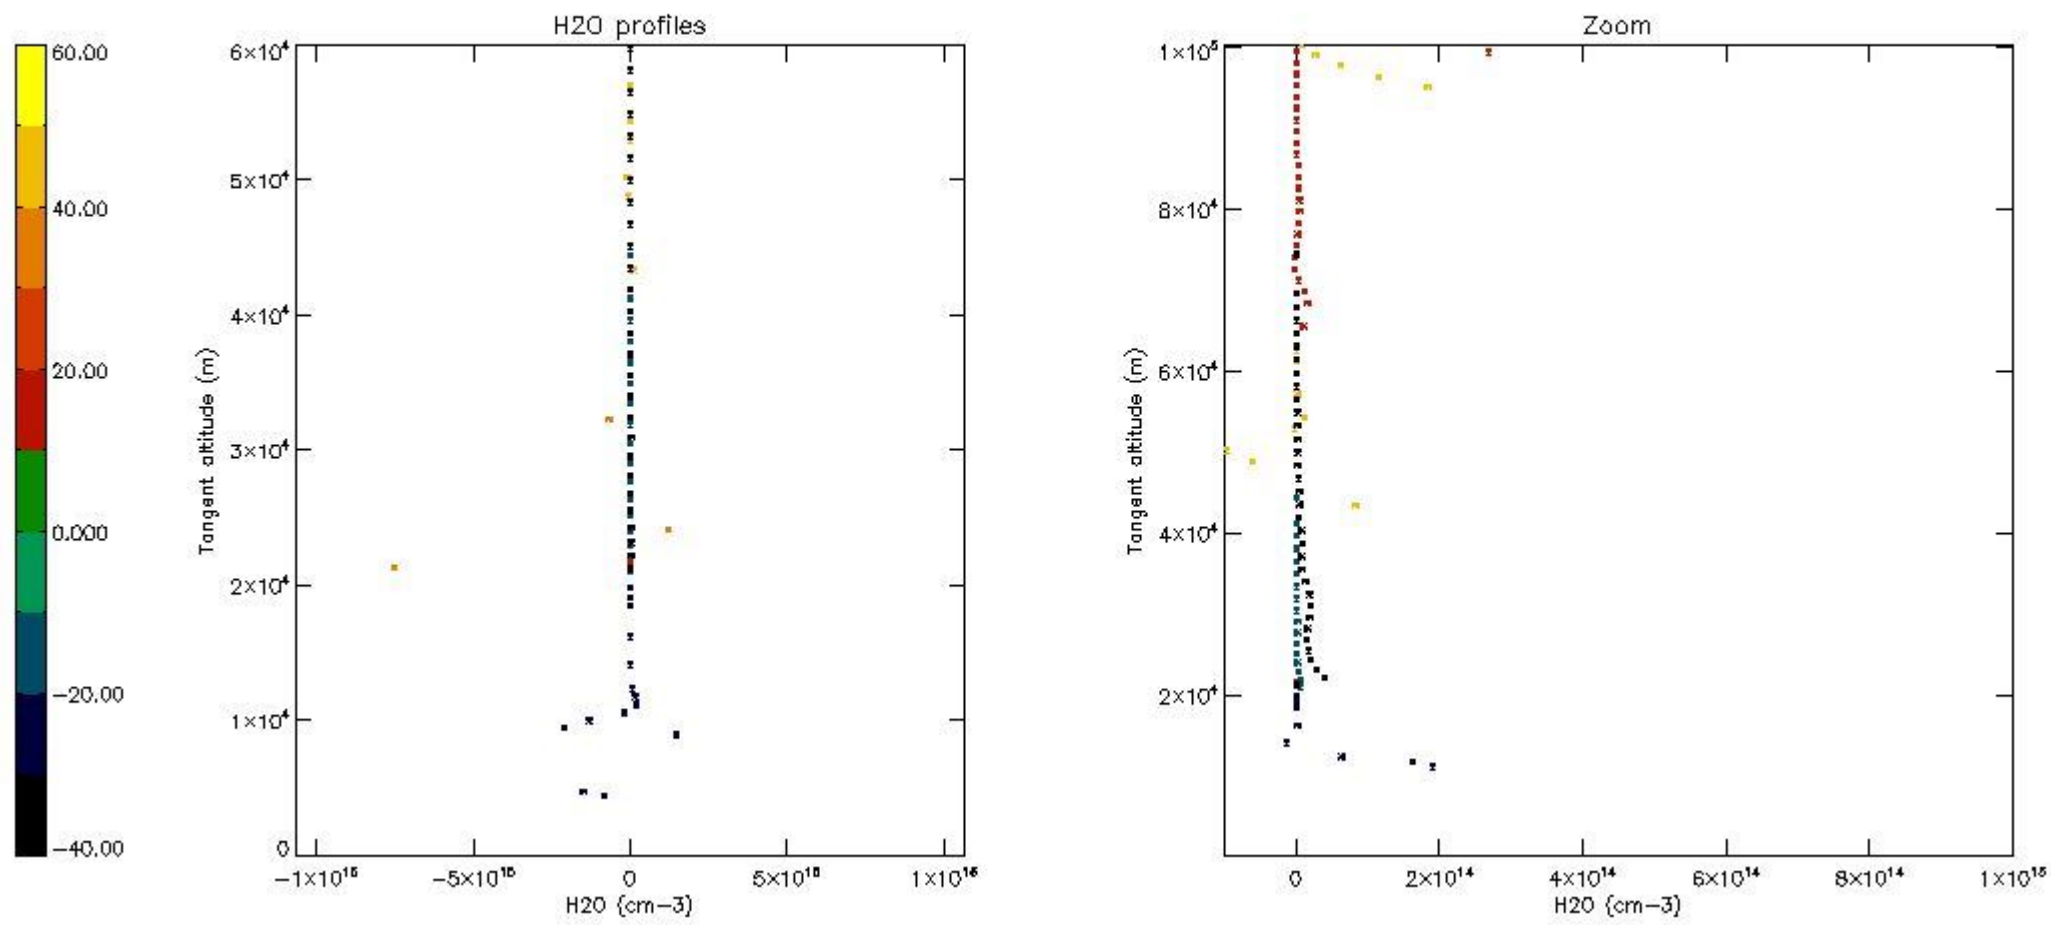 H2O profiles
60.00
40.00
20.00
0.000
−20.00
−40.00
6×10⁴
5×10⁴
4×10⁴
3×10⁴
2×10⁴
1×10⁴
0
Tangent altitude (m)
−1×10¹⁶ −5×10¹⁵ 0 5×10¹⁵ 1×10¹⁶
H2O (cm−3)
Zoom
1×10⁵
8×10⁴
6×10⁴
4×10⁴
2×10⁴
Tangent altitude (m)
0 2×10¹⁴ 4×10¹⁴ 6×10¹⁴ 8×10¹⁴ 1×10¹⁵
H2O (cm−3)